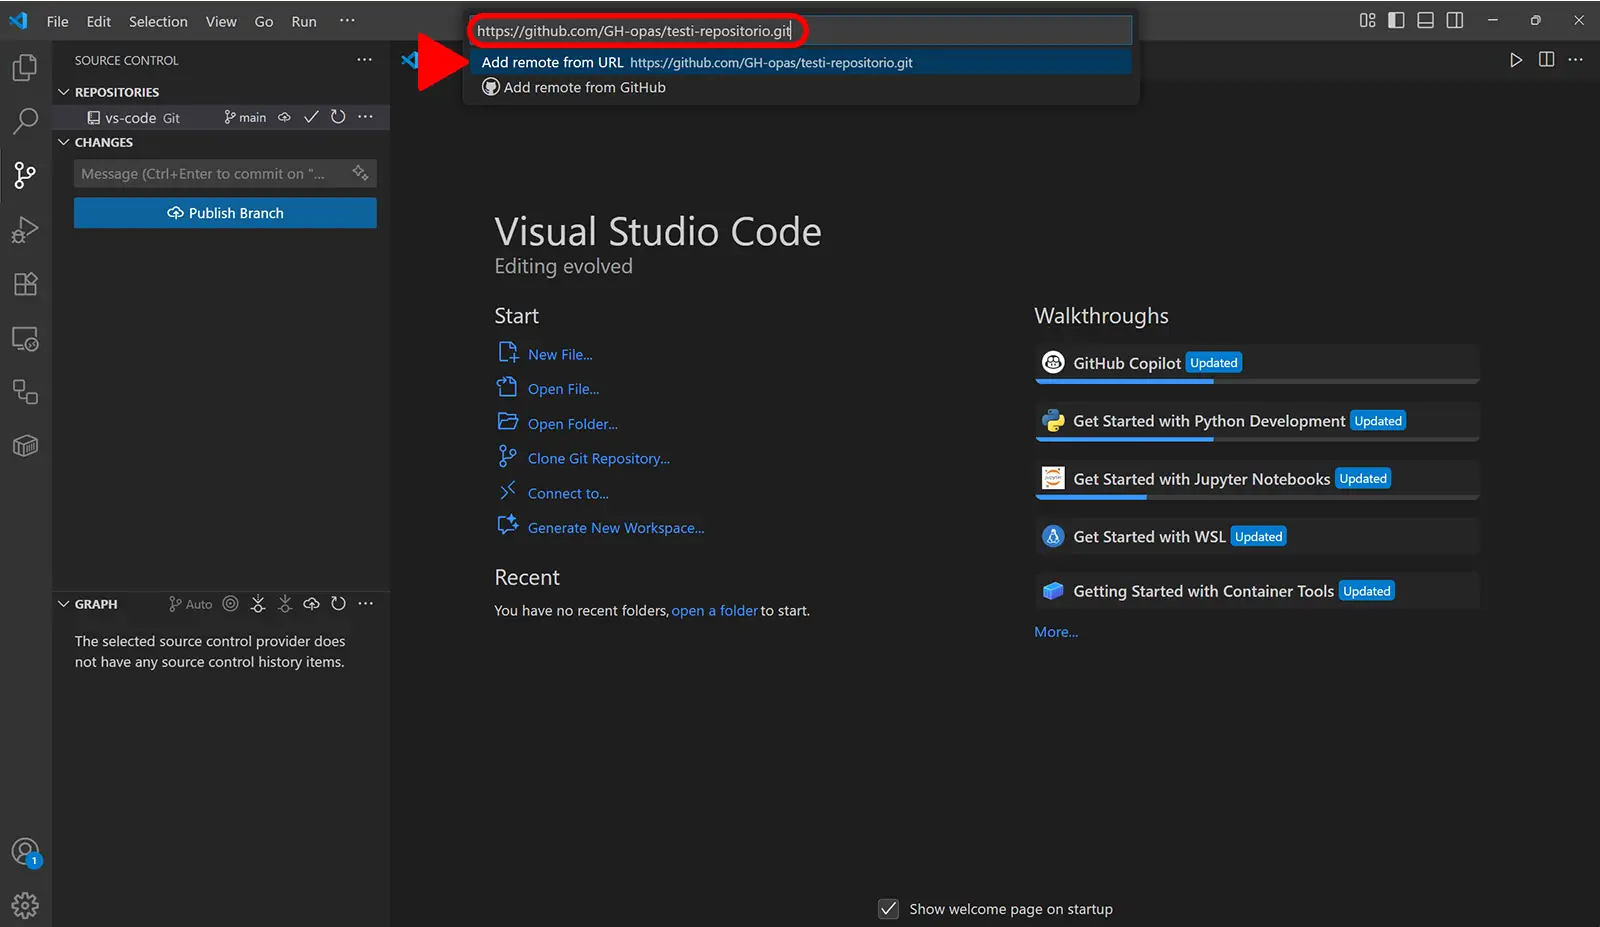 File Edit Selection View Go Run ···
https://github.com/GH-opas/testi-repositorio.git
Add remote from URL https://github.com/GH-opas/testi-repositorio.git
Add remote from GitHub
SOURCE CONTROL ···
REPOSITORIES
vs-code Git main ···
CHANGES
Message (Ctrl+Enter to commit on "...
Publish Branch
Visual Studio Code
Editing evolved
Start
New File...
Open File...
Open Folder...
Clone Git Repository...
Connect to...
Generate New Workspace...
Recent
You have no recent folders, open a folder to start.
Walkthroughs
GitHub Copilot Updated
Get Started with Python Development Updated
Get Started with Jupyter Notebooks Updated
Get Started with WSL Updated
Getting Started with Container Tools Updated
More...
GRAPH Auto ···
The selected source control provider does
not have any source control history items.
1
Show welcome page on startup